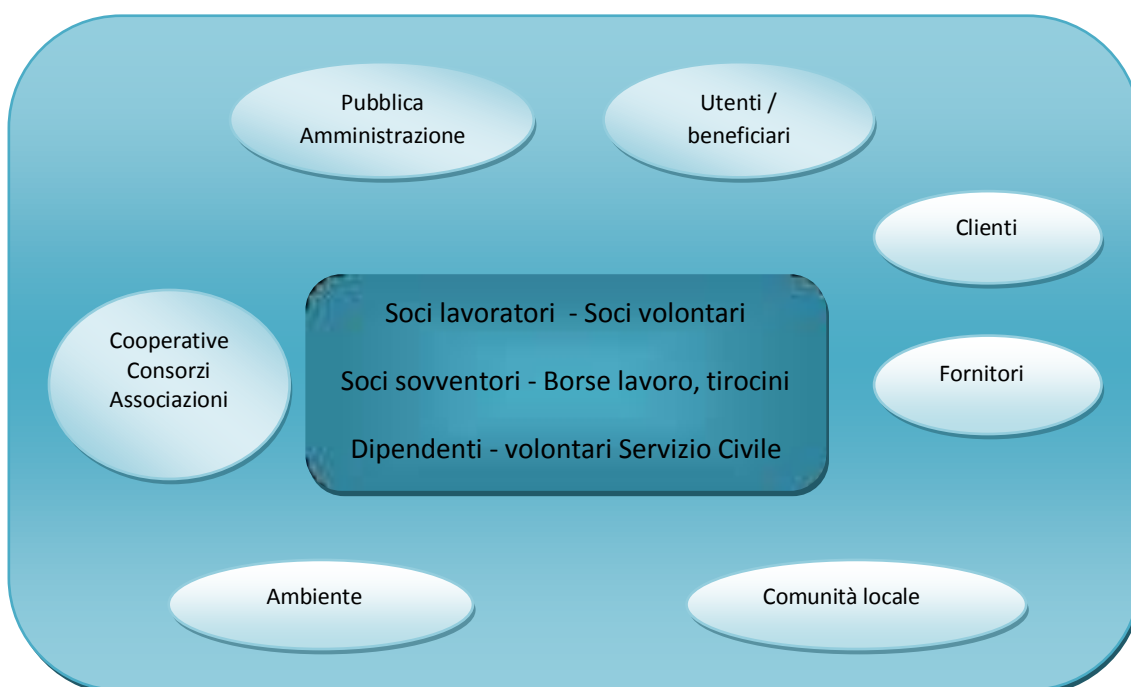 Pubblica
Amministrazione
Utenti /
beneficiari
Clienti
Soci lavoratori - Soci volontari
Cooperative
Consorzi
Associazioni
Soci sovventori - Borse lavoro, tirocini
Fornitori
Dipendenti - volontari Servizio Civile
Ambiente
Comunità locale